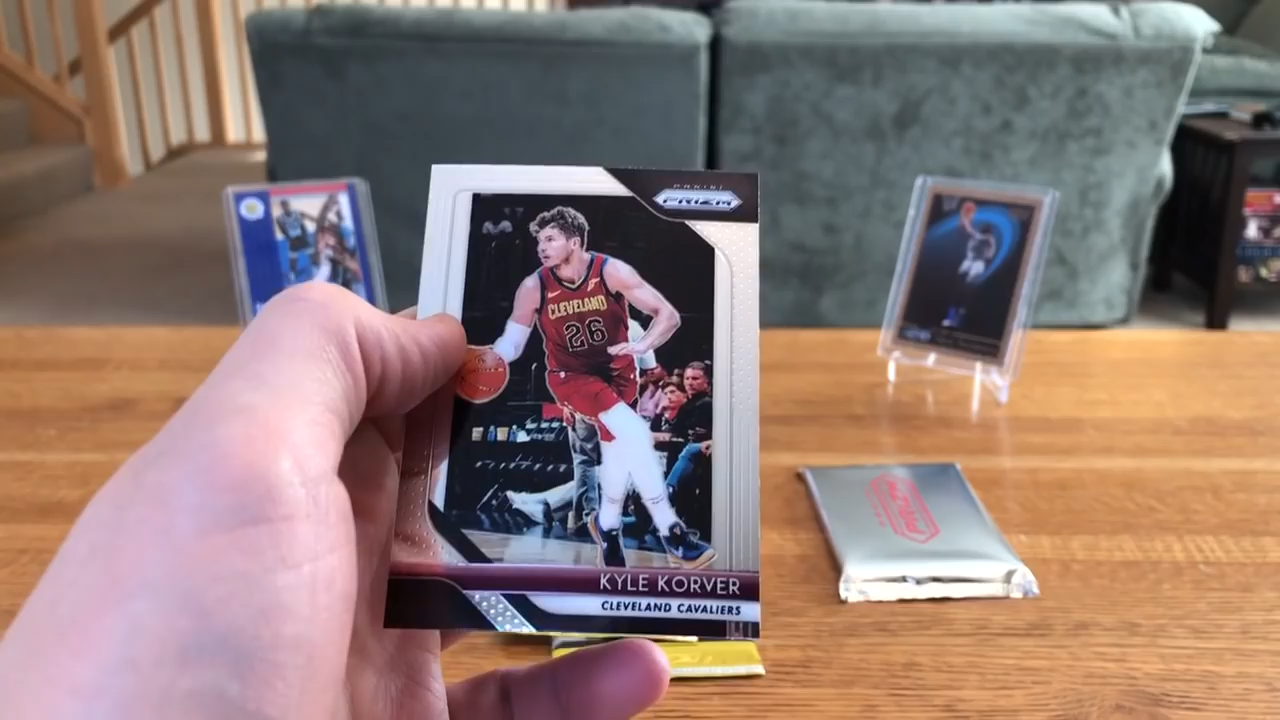 PANINI
PRIZM
CLEVELAND
26
KYLE KORVER
CLEVELAND CAVALIERS
PRIZM